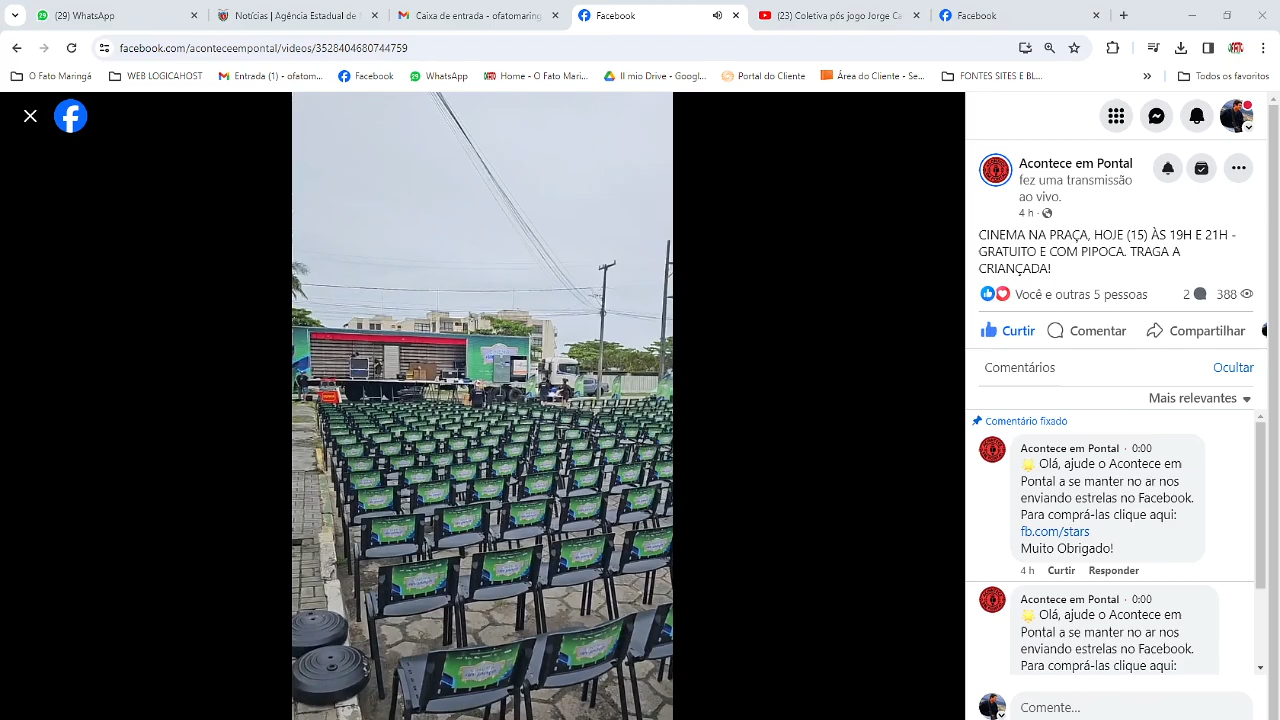 (29) WhatsApp
Notícias | Agência Estadual de
Caixa de entrada - ofatomaring
Facebook
(23) Coletiva pós jogo Jorge Ca
Facebook
facebook.com/aconteceempontal/videos/3528404680744759
O Fato Maringá
WEB LOGICAHOST
Entrada (1) - ofatom...
Facebook
WhatsApp
Home - O Fato Mari...
Il mio Drive - Googl...
Portal do Cliente
Área do Cliente - Se...
FONTES SITES E BL...
Todos os favoritos
Acontece em Pontal
fez uma transmissão
ao vivo.
4 h
CINEMA NA PRAÇA, HOJE (15) ÀS 19H E 21H -
GRATUITO E COM PIPOCA. TRAGA A
CRIANÇADA!
Você e outras 5 pessoas
2
388
Curtir
Comentar
Compartilhar
Comentários
Ocultar
Mais relevantes
Comentário fixado
Acontece em Pontal · 0:00
Olá, ajude o Acontece em
Pontal a se manter no ar nos
enviando estrelas no Facebook.
Para comprá-las clique aqui:
fb.com/stars
Muito Obrigado!
4 h Curtir Responder
Acontece em Pontal · 0:00
Olá, ajude o Acontece em
Pontal a se manter no ar nos
enviando estrelas no Facebook.
Para comprá-las clique aqui:
Comente...